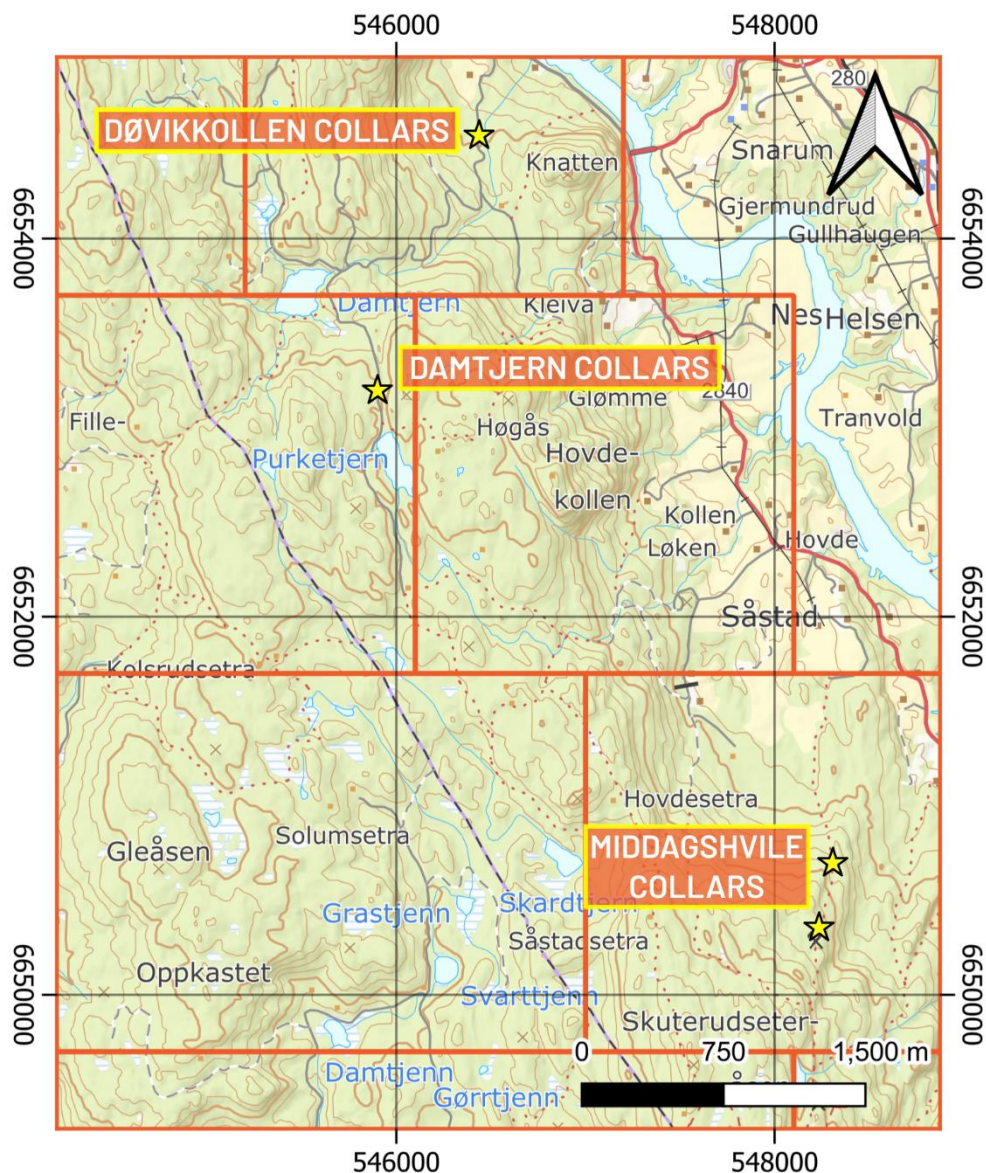 546000
548000
280
DØVIKKOLLEN COLLARS
Snarum
Knatten
Gjermundrud
6654000
Gullhaugen
6654000
Damtjern
Kleiva
Nes
Helsen
DAMTJERN COLLARS
2840
Glømme
Fille-
Høgås
Tranvold
Purketjern
Hovde-
kollen
Kollen
Løken
Hovde
6652000
Såstad
6652000
Kolsrudsetra
Hovdesetra
Solumsetra
Gleåsen
MIDDAGSHVILE
COLLARS
Grastjenn
Skardtjern
Såstadsetra
Oppkastet
6650000
Svarttjenn
6650000
Skuterudseter-
0
750
1,500 m
Damtjenn
Gørrtjenn
546000
548000